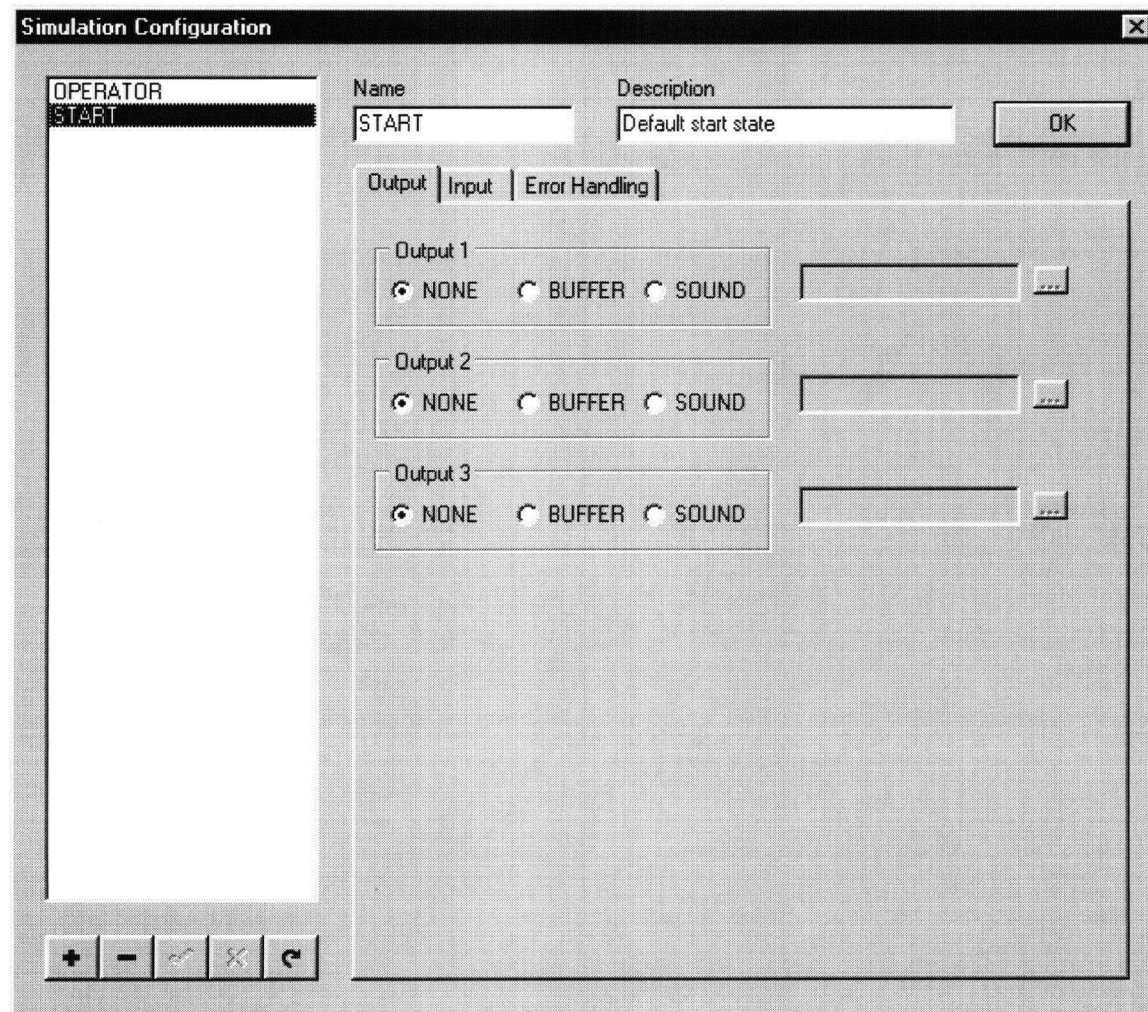 Simulation Configuration
OPERATOR
START
Name
Description
START
Default start state
OK
Output
Input
Error Handling
Output 1
NONE
BUFFER
SOUND
...
Output 2
NONE
BUFFER
SOUND
...
Output 3
NONE
BUFFER
SOUND
...